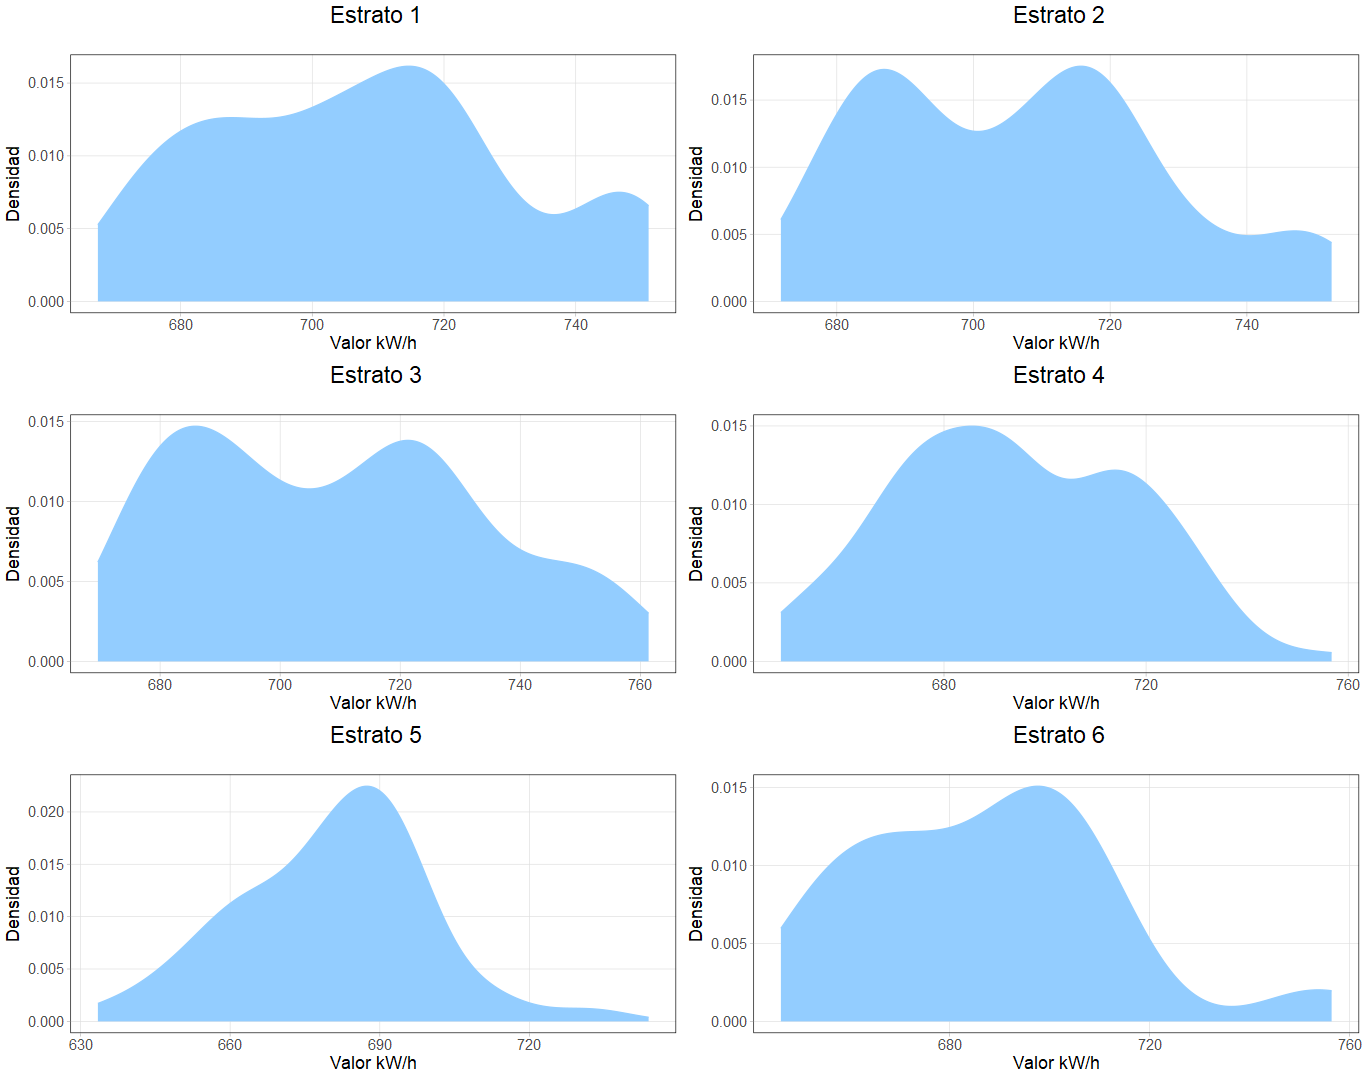 Estrato 1
Densidad
0.015
0.010
0.005
0.000
680 700 720 740
Valor kW/h
Estrato 2
Densidad
0.015
0.010
0.005
0.000
680 700 720 740
Valor kW/h
Estrato 3
Densidad
0.015
0.010
0.005
0.000
680 700 720 740 760
Valor kW/h
Estrato 4
Densidad
0.015
0.010
0.005
0.000
680 720 760
Valor kW/h
Estrato 5
Densidad
0.020
0.015
0.010
0.005
0.000
630 660 690 720
Valor kW/h
Estrato 6
Densidad
0.015
0.010
0.005
0.000
680 720 760
Valor kW/h